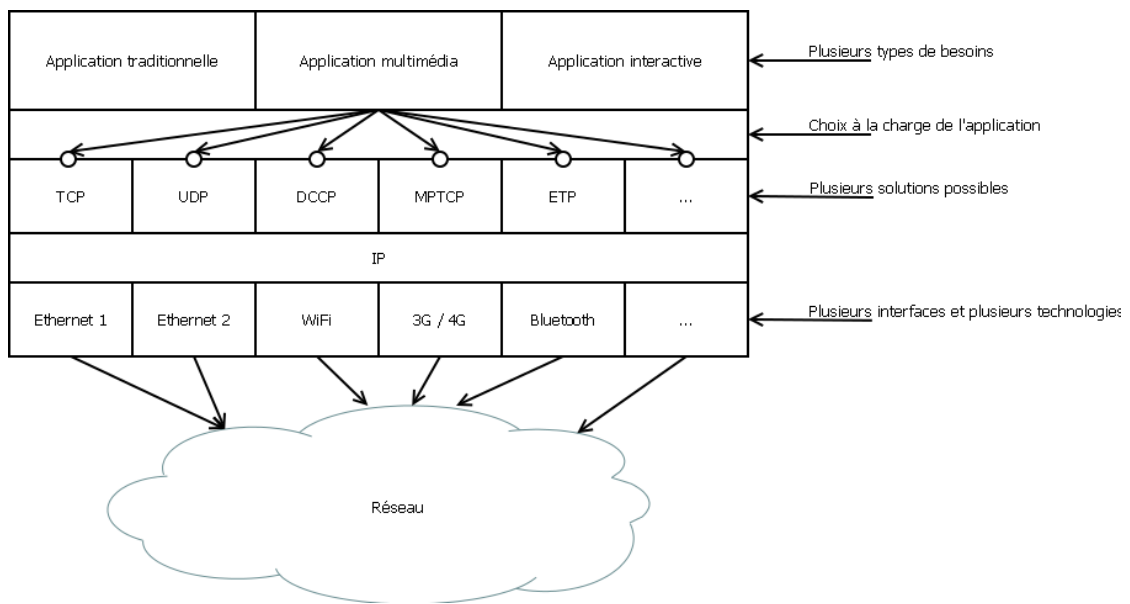 Application traditionnelle
Application multimédia
Application interactive
Plusieurs types de besoins
Choix à la charge de l'application
TCP
UDP
DCCP
MPTCP
ETP
...
Plusieurs solutions possibles
IP
Ethernet 1
Ethernet 2
WiFi
3G / 4G
Bluetooth
...
Plusieurs interfaces et plusieurs technologies
Réseau